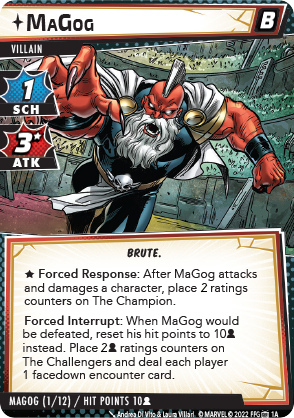 MaGog
B
VILLAIN
1
SCH
3★
ATK
BRUTE.
★ Forced Response: After MaGog attacks
and damages a character, place 2 ratings
counters on The Champion.
Forced Interrupt: When MaGog would
be defeated, reset his hit points to 10
instead. Place 2 ratings counters on
The Challengers and deal each player
1 facedown encounter card.
MAGOG (1/12) / HIT POINTS 10
Andrea Di Vito & Laura Villari. © MARVEL © 2022 FFG 1A